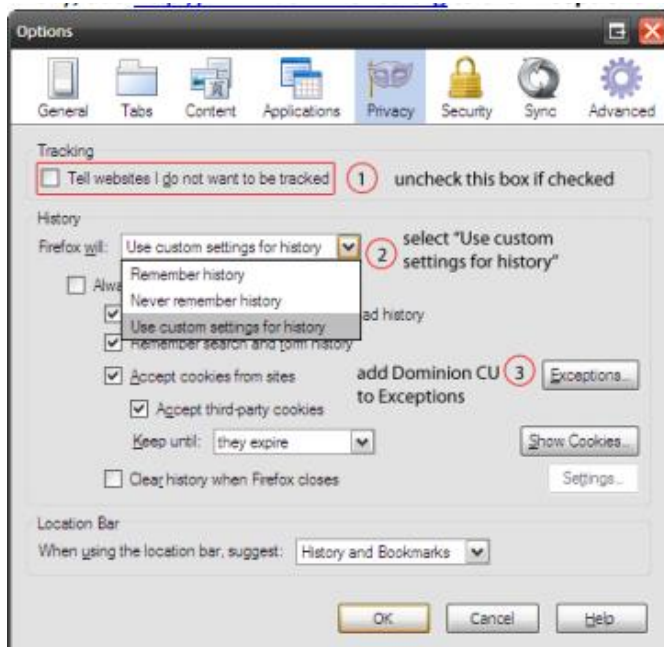 Options
General Tabs Content Applications Privacy Security Sync Advanced
Tracking
Tell websites I do not want to be tracked 1 uncheck this box if checked
History
Firefox will: Use custom settings for history 2 select "Use custom
settings for history"
Remember history
Alwa
Never remember history
Use custom settings for history ad history
Remember search and form history
Accept cookies from sites add Dominion CU 3 Exceptions...
to Exceptions
Accept third-party cookies
Keep until: they expire Show Cookies...
Clear history when Firefox closes Settings...
Location Bar
When using the location bar, suggest: History and Bookmarks
OK Cancel Help